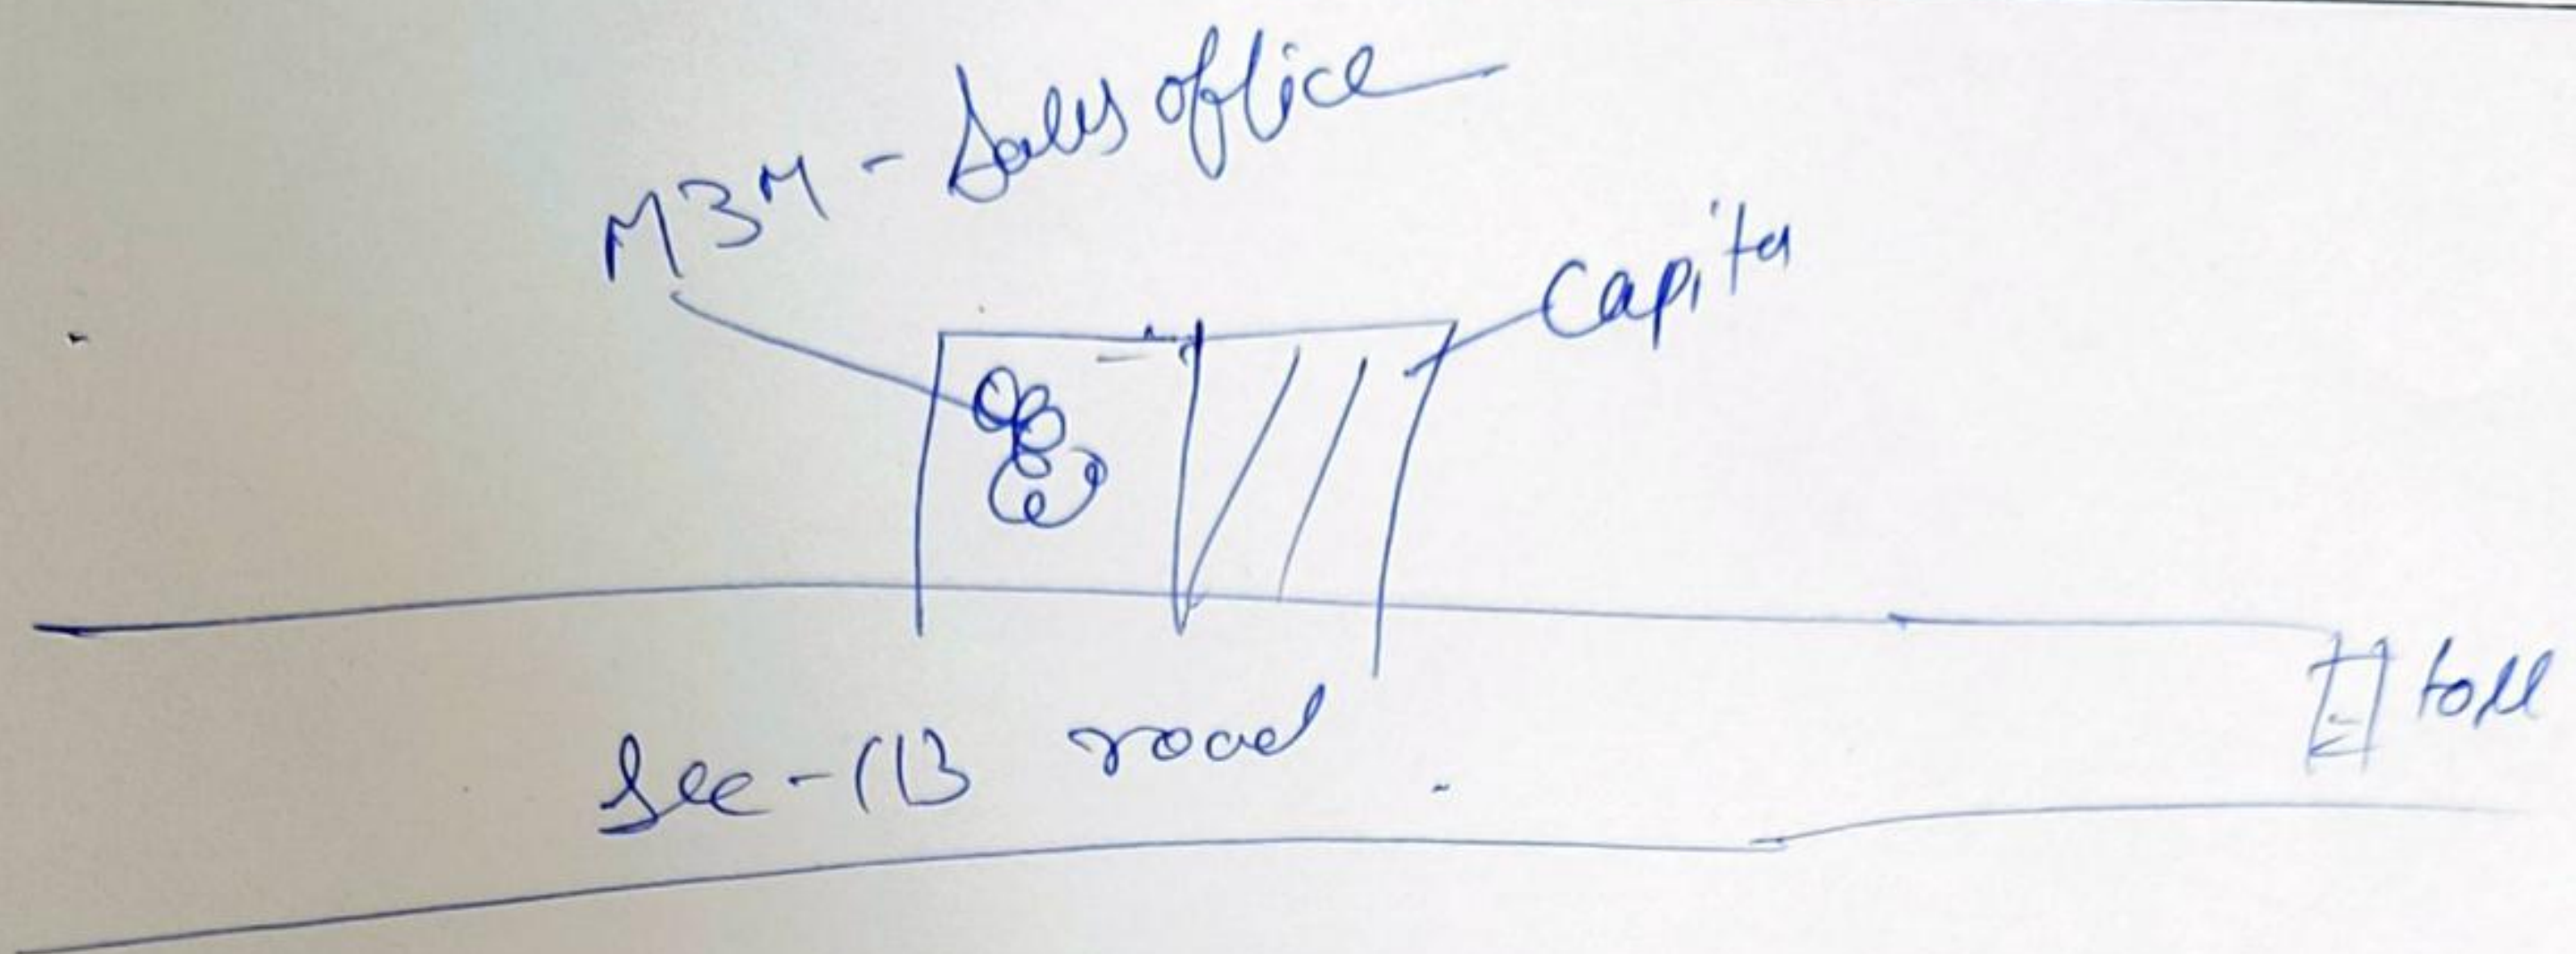 M3M - Sales office
Capita
Sec-113 road
toll